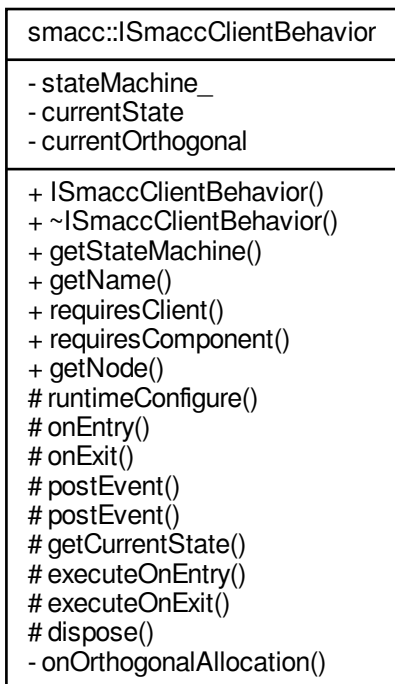 smacc::ISmaccClientBehavior
- stateMachine_
- currentState
- currentOrthogonal
+ ISmaccClientBehavior()
+ ~ISmaccClientBehavior()
+ getStateMachine()
+ getName()
+ requiresClient()
+ requiresComponent()
+ getNode()
# runtimeConfigure()
# onEntry()
# onExit()
# postEvent()
# postEvent()
# getCurrentState()
# executeOnEntry()
# executeOnExit()
# dispose()
- onOrthogonalAllocation()